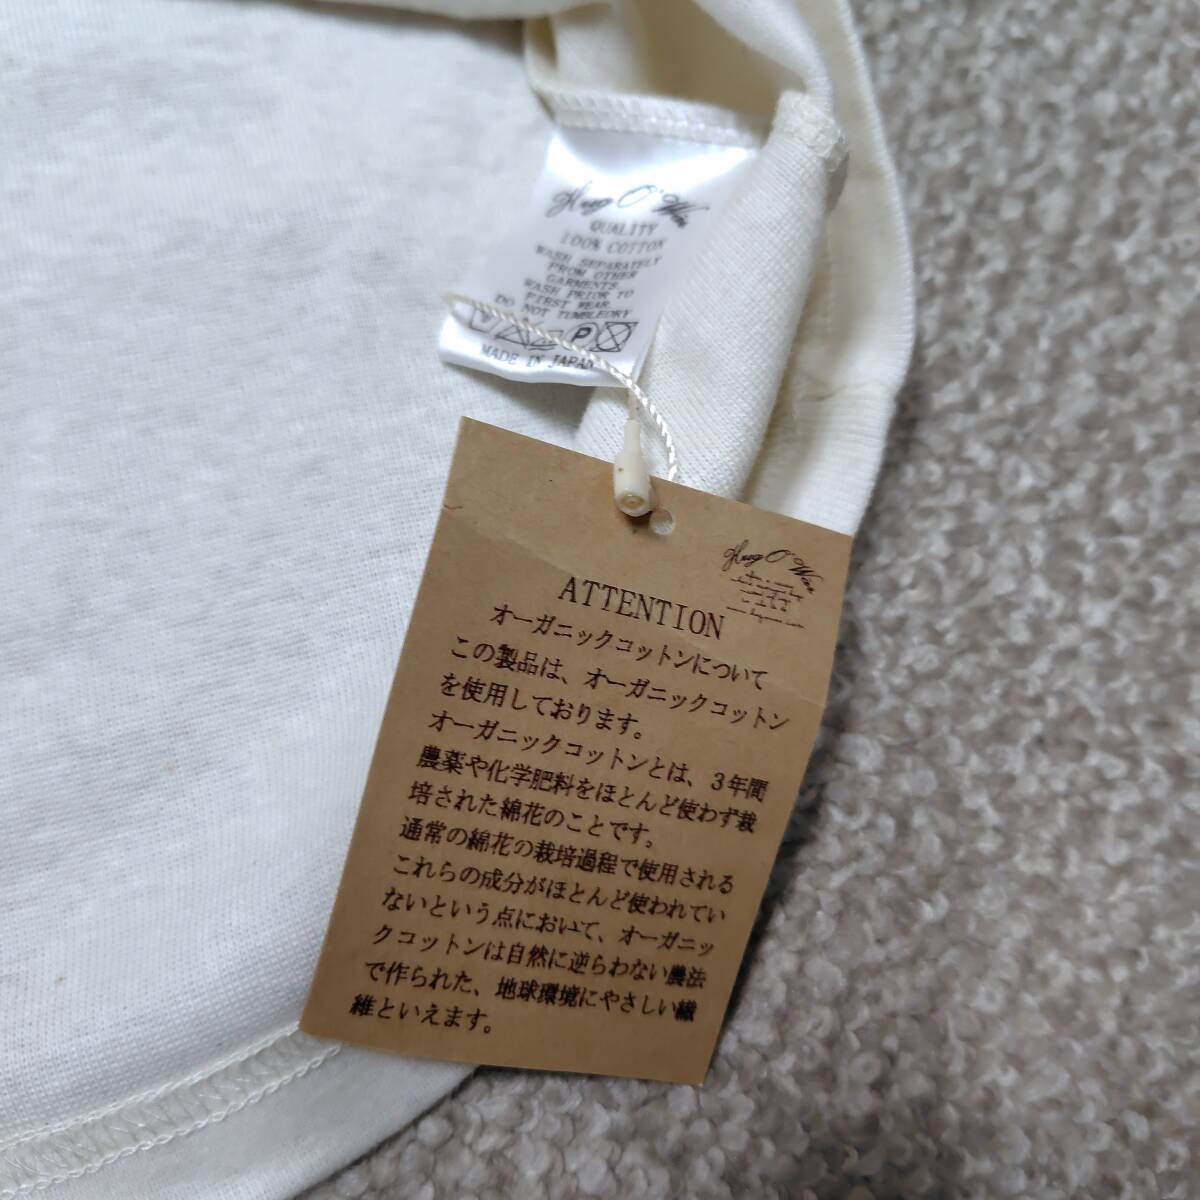 Hug O' War
QUALITY
100% COTTON
WASH SEPARATELY
FROM OTHER
GARMENTS.
WASH PRIOR TO
FIRST WEAR.
DO NOT TUMBLEDRY
P
MADE IN JAPAN
Hug O' War
ATTENTION
オーガニックコットンについて
この製品は、オーガニックコットン
を使用しております。
オーガニックコットンとは、3年間
農薬や化学肥料をほとんど使わず栽
培された綿花のことです。
通常の綿花の栽培過程で使用される
これらの成分がほとんど使われてい
ないという点において、オーガニッ
クコットンは自然に逆らわない農法
で作られた、地球環境にやさしい繊
維といえます。